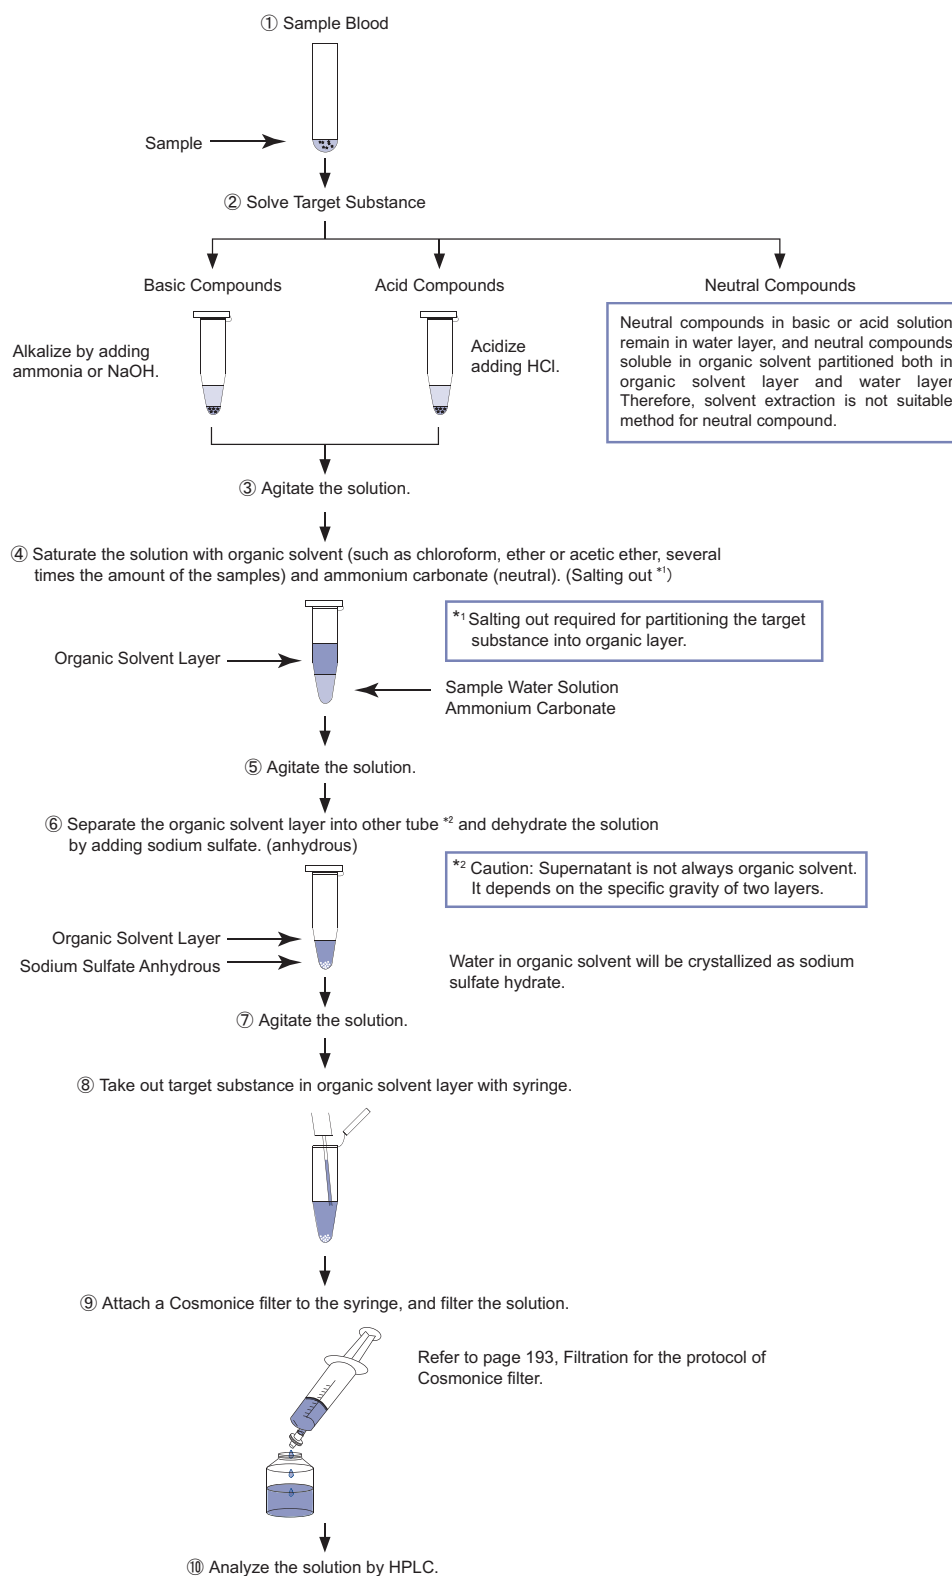 ① Sample Blood
Sample
② Solve Target Substance
Basic Compounds
Acid Compounds
Neutral Compounds
Alkalize by adding
ammonia or NaOH.
Acidize
adding HCl.
Neutral compounds in basic or acid solution
remain in water layer, and neutral compounds
soluble in organic solvent partitioned both in
organic solvent layer and water layer
Therefore, solvent extraction is not suitable
method for neutral compound.
③ Agitate the solution.
④ Saturate the solution with organic solvent (such as chloroform, ether or acetic ether, several
times the amount of the samples) and ammonium carbonate (neutral). (Salting out *1)
*1 Salting out required for partitioning the target
substance into organic layer.
Organic Solvent Layer
Sample Water Solution
Ammonium Carbonate
⑤ Agitate the solution.
⑥ Separate the organic solvent layer into other tube *2 and dehydrate the solution
by adding sodium sulfate. (anhydrous)
*2 Caution: Supernatant is not always organic solvent.
It depends on the specific gravity of two layers.
Organic Solvent Layer
Sodium Sulfate Anhydrous
Water in organic solvent will be crystallized as sodium
sulfate hydrate.
⑦ Agitate the solution.
⑧ Take out target substance in organic solvent layer with syringe.
⑨ Attach a Cosmonice filter to the syringe, and filter the solution.
Refer to page 193, Filtration for the protocol of
Cosmonice filter.
⑩ Analyze the solution by HPLC.